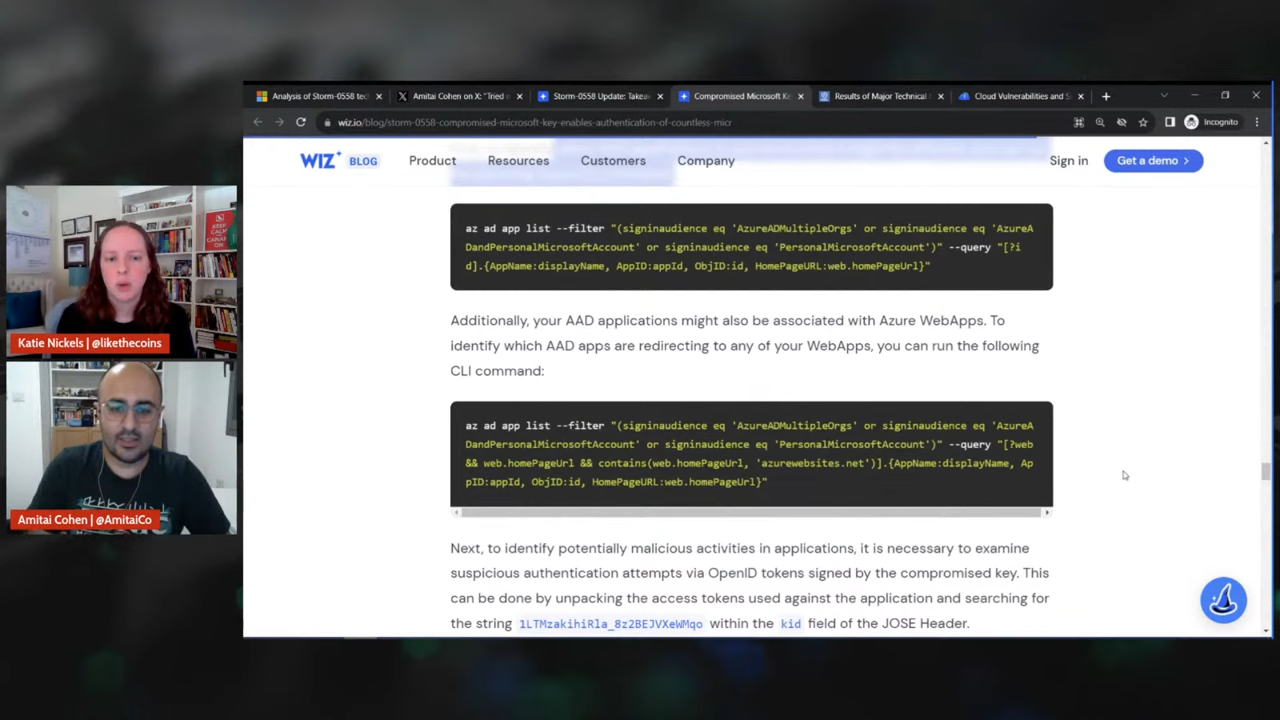 Analysis of Storm-0558 tec
Amitai Cohen on X: "Tried
Storm-0558 Update: Takea
Compromised Microsoft Ke
Results of Major Technical
Cloud Vulnerabilities and S
wiz.io/blog/storm-0558-compromised-microsoft-key-enables-authentication-of-countless-micr
Incognito
WIZ BLOG Product Resources Customers Company Sign in Get a demo
az ad app list --filter "(signinaudience eq 'AzureADMultipleOrgs' or signinaudience eq 'AzureA
DandPersonalMicrosoftAccount' or signinaudience eq 'PersonalMicrosoftAccount')" --query "[?i
d].{AppName:displayName, AppID:appId, ObjID:id, HomePageURL:web.homePageUrl}"
Additionally, your AAD applications might also be associated with Azure WebApps. To
identify which AAD apps are redirecting to any of your WebApps, you can run the following
CLI command:
az ad app list --filter "(signinaudience eq 'AzureADMultipleOrgs' or signinaudience eq 'AzureA
DandPersonalMicrosoftAccount' or signinaudience eq 'PersonalMicrosoftAccount')" --query "[?web
&& web.homePageUrl && contains(web.homePageUrl, 'azurewebsites.net')].{AppName:displayName, Ap
pID:appId, ObjID:id, HomePageURL:web.homePageUrl}"
Next, to identify potentially malicious activities in applications, it is necessary to examine
suspicious authentication attempts via OpenID tokens signed by the compromised key. This
can be done by unpacking the access tokens used against the application and searching for
the string 1LTMzakihiRla_8z2BEJVXeWMqo within the kid field of the JOSE Header.
KEEP
CALM
Katie Nickels | @likethecoins
Amitai Cohen | @AmitaiCo